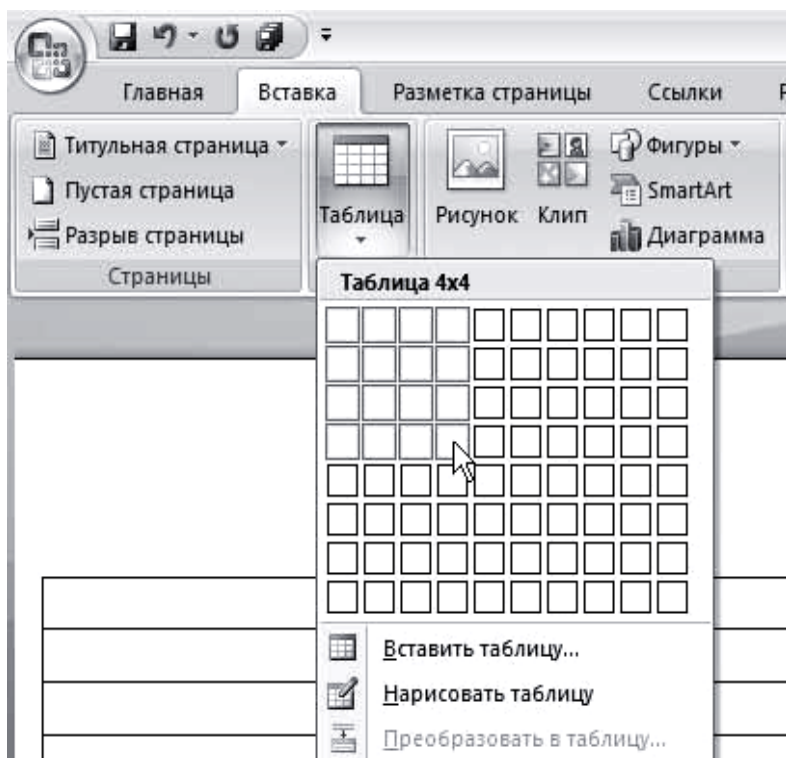 Главная Вставка Разметка страницы Ссылки
Титульная страница
Пустая страница
Разрыв страницы
Страницы
Таблица
Рисунок
Клип
Фигуры
SmartArt
Диаграмма
Таблица 4x4
Вставить таблицу...
Нарисовать таблицу
Преобразовать в таблицу...